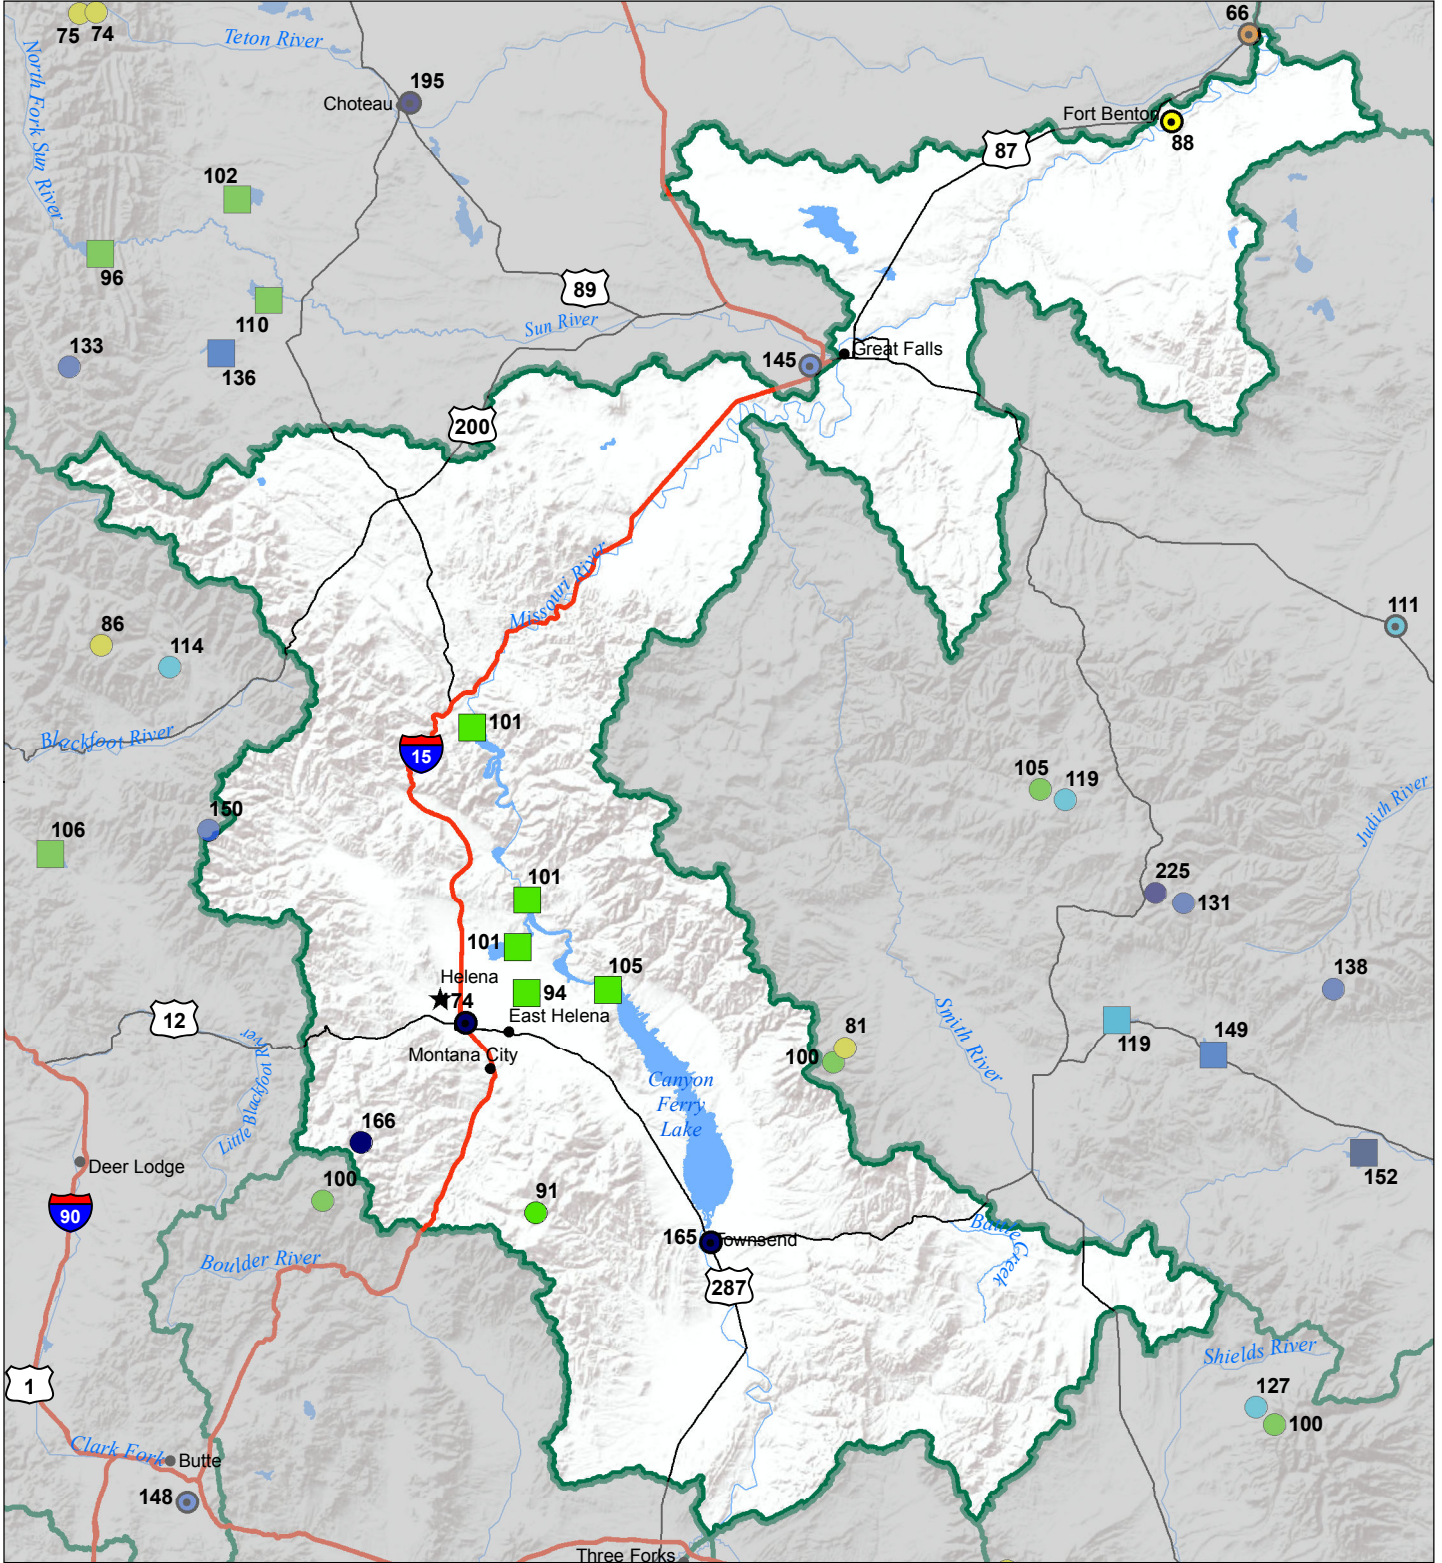 66
75 74
Teton River
North Fork Sun River
195
Choteau
Fort Benton
88
87
102
96
89
110
Sun River
133
136
145
Great Falls
200
Missouri River
111
86
114
Blackfoot River
101
15
105
119
Judith River
150
106
225
131
101
101
105
94
138
Helena
174
East Helena
12
Montana City
Smith River
81
100
119
149
Canyon
Ferry
Lake
Little Blackfoot River
166
152
Deer Lodge
100
91
90
165
Townsend
Battle Creek
Boulder River
287
Shields River
1
127
100
Clark Fork
Butte
148
Three Forks